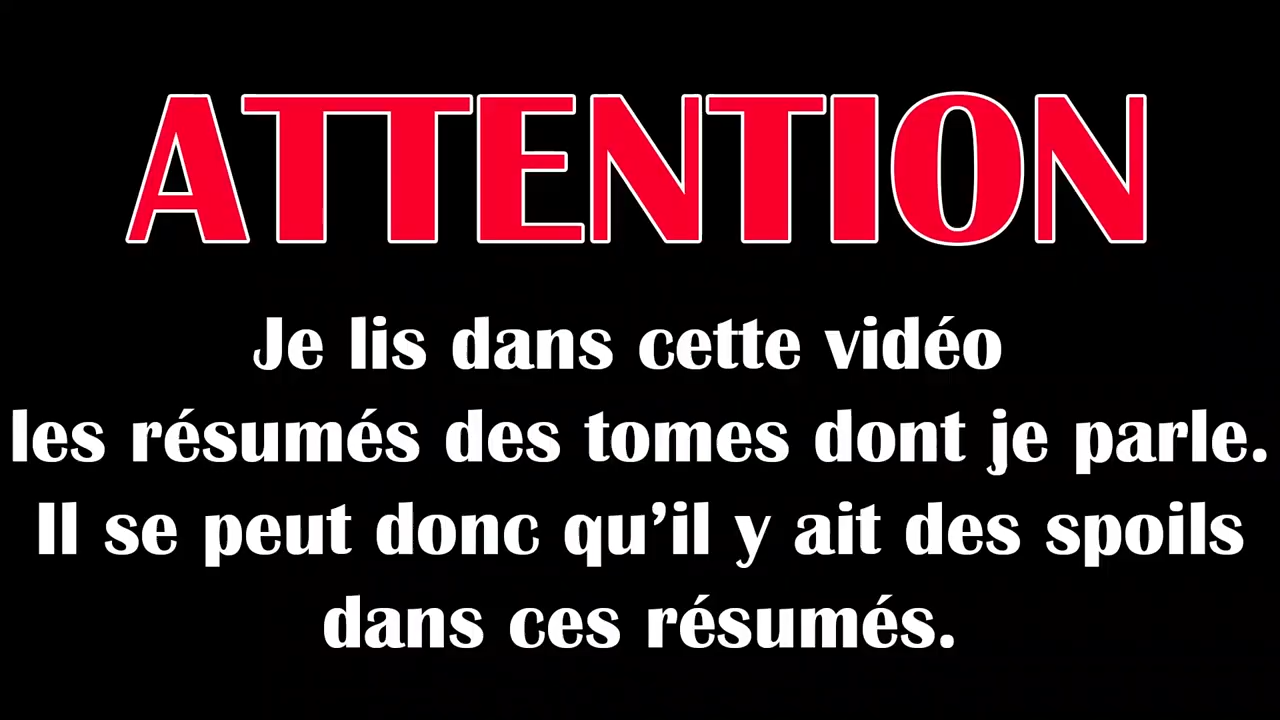 ATTENTION
Je lis dans cette vidéo
les résumés des tomes dont je parle.
Il se peut donc qu’il y ait des spoils
dans ces résumés.